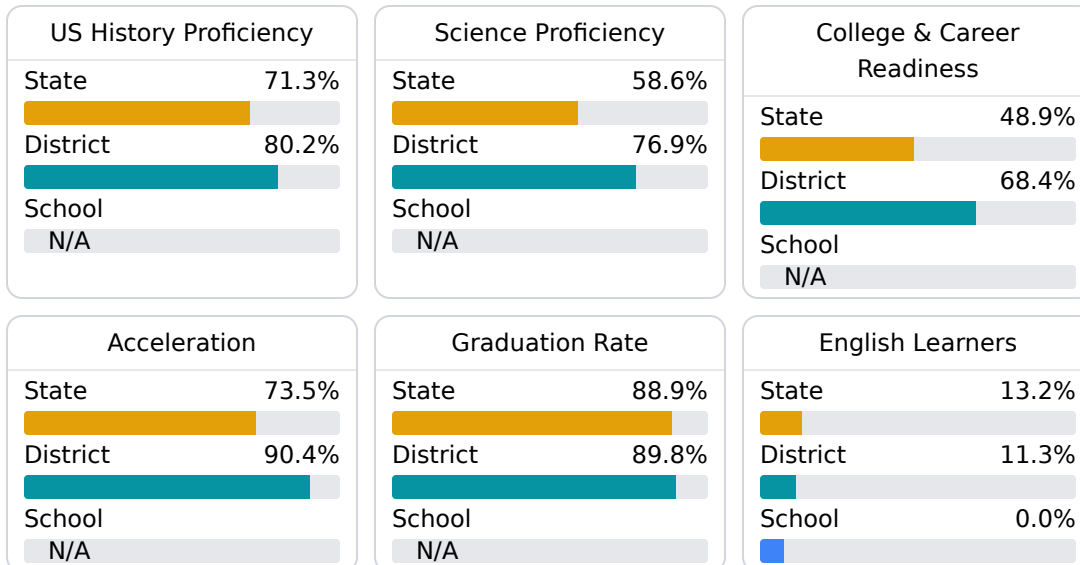 US History Proficiency
State 71.3%
District 80.2%
School
N/A
Science Proficiency
State 58.6%
District 76.9%
School
N/A
College & Career
Readiness
State 48.9%
District 68.4%
School
N/A
Acceleration
State 73.5%
District 90.4%
School
N/A
Graduation Rate
State 88.9%
District 89.8%
School
N/A
English Learners
State 13.2%
District 11.3%
School 0.0%